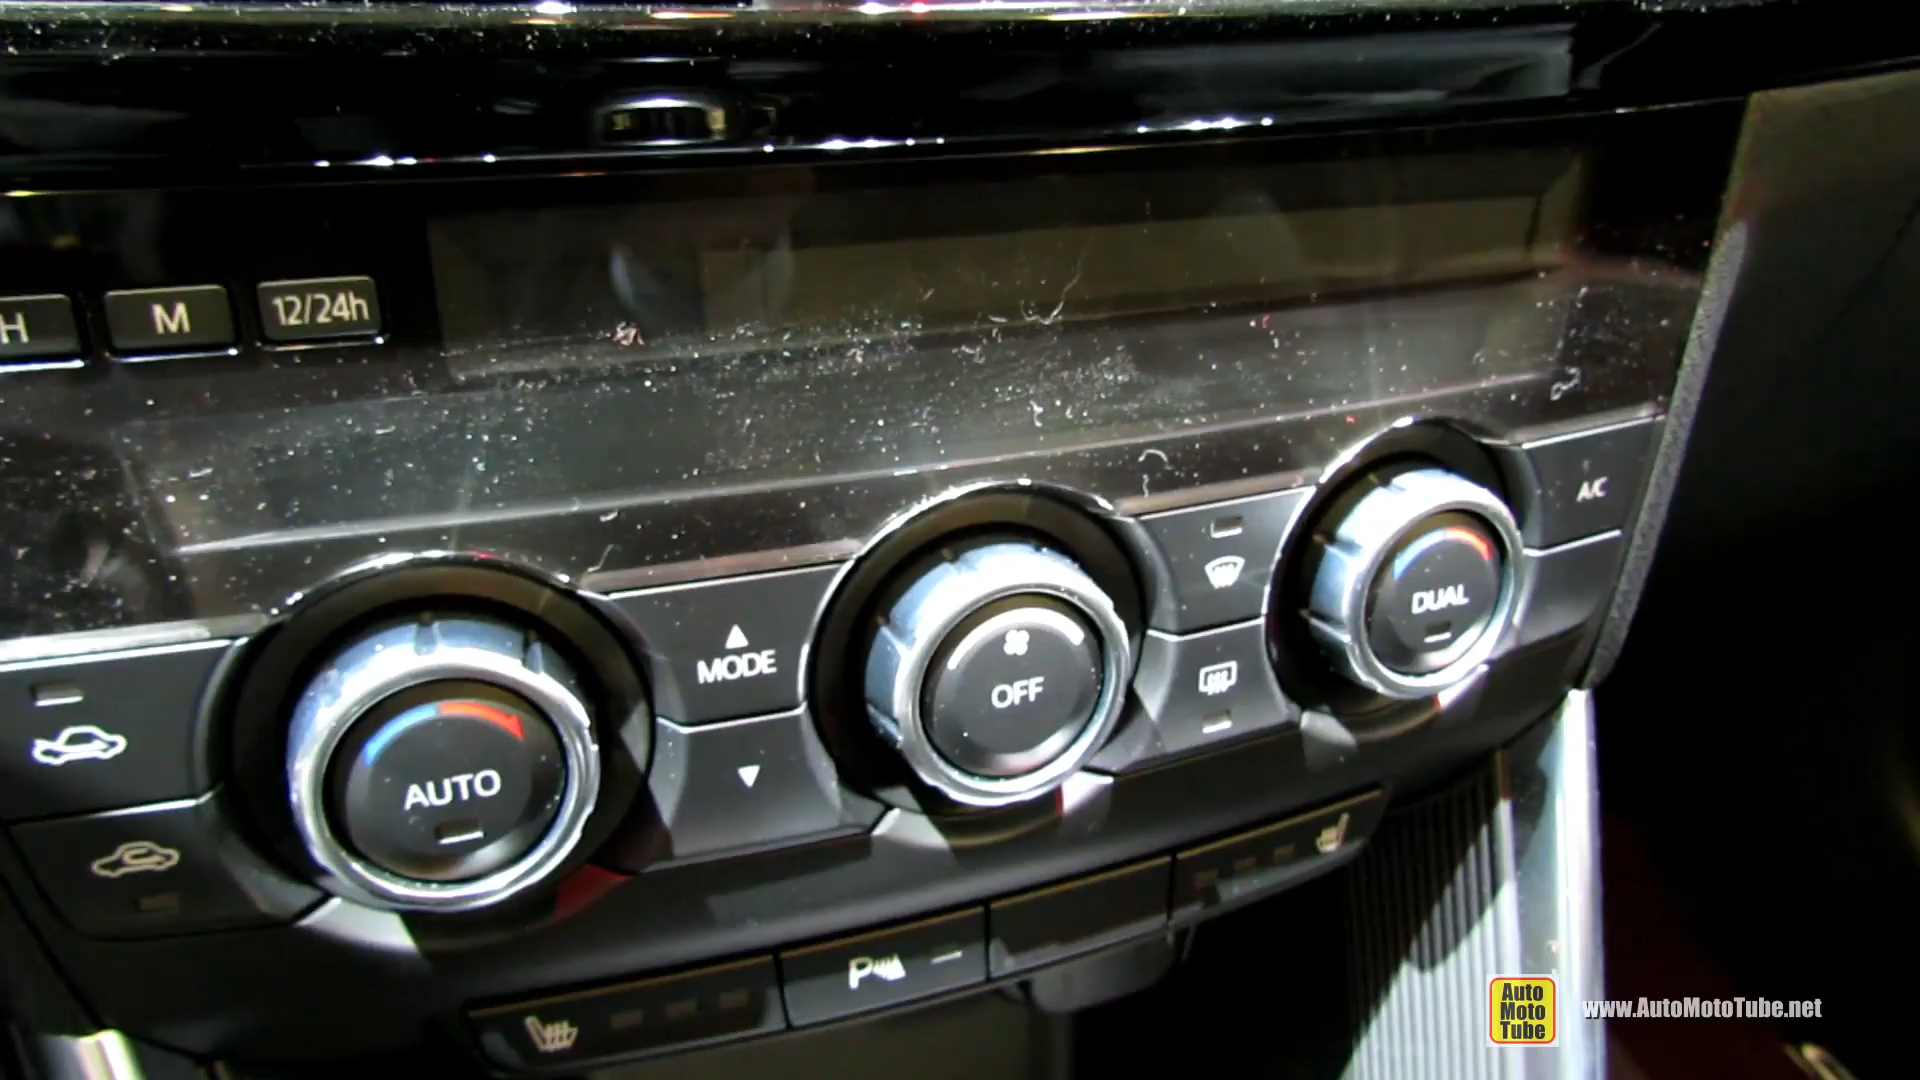 H
M
12/24h
A/C
DUAL
MODE
OFF
AUTO
P
Auto
Moto
Tube
www.AutoMotoTube.net